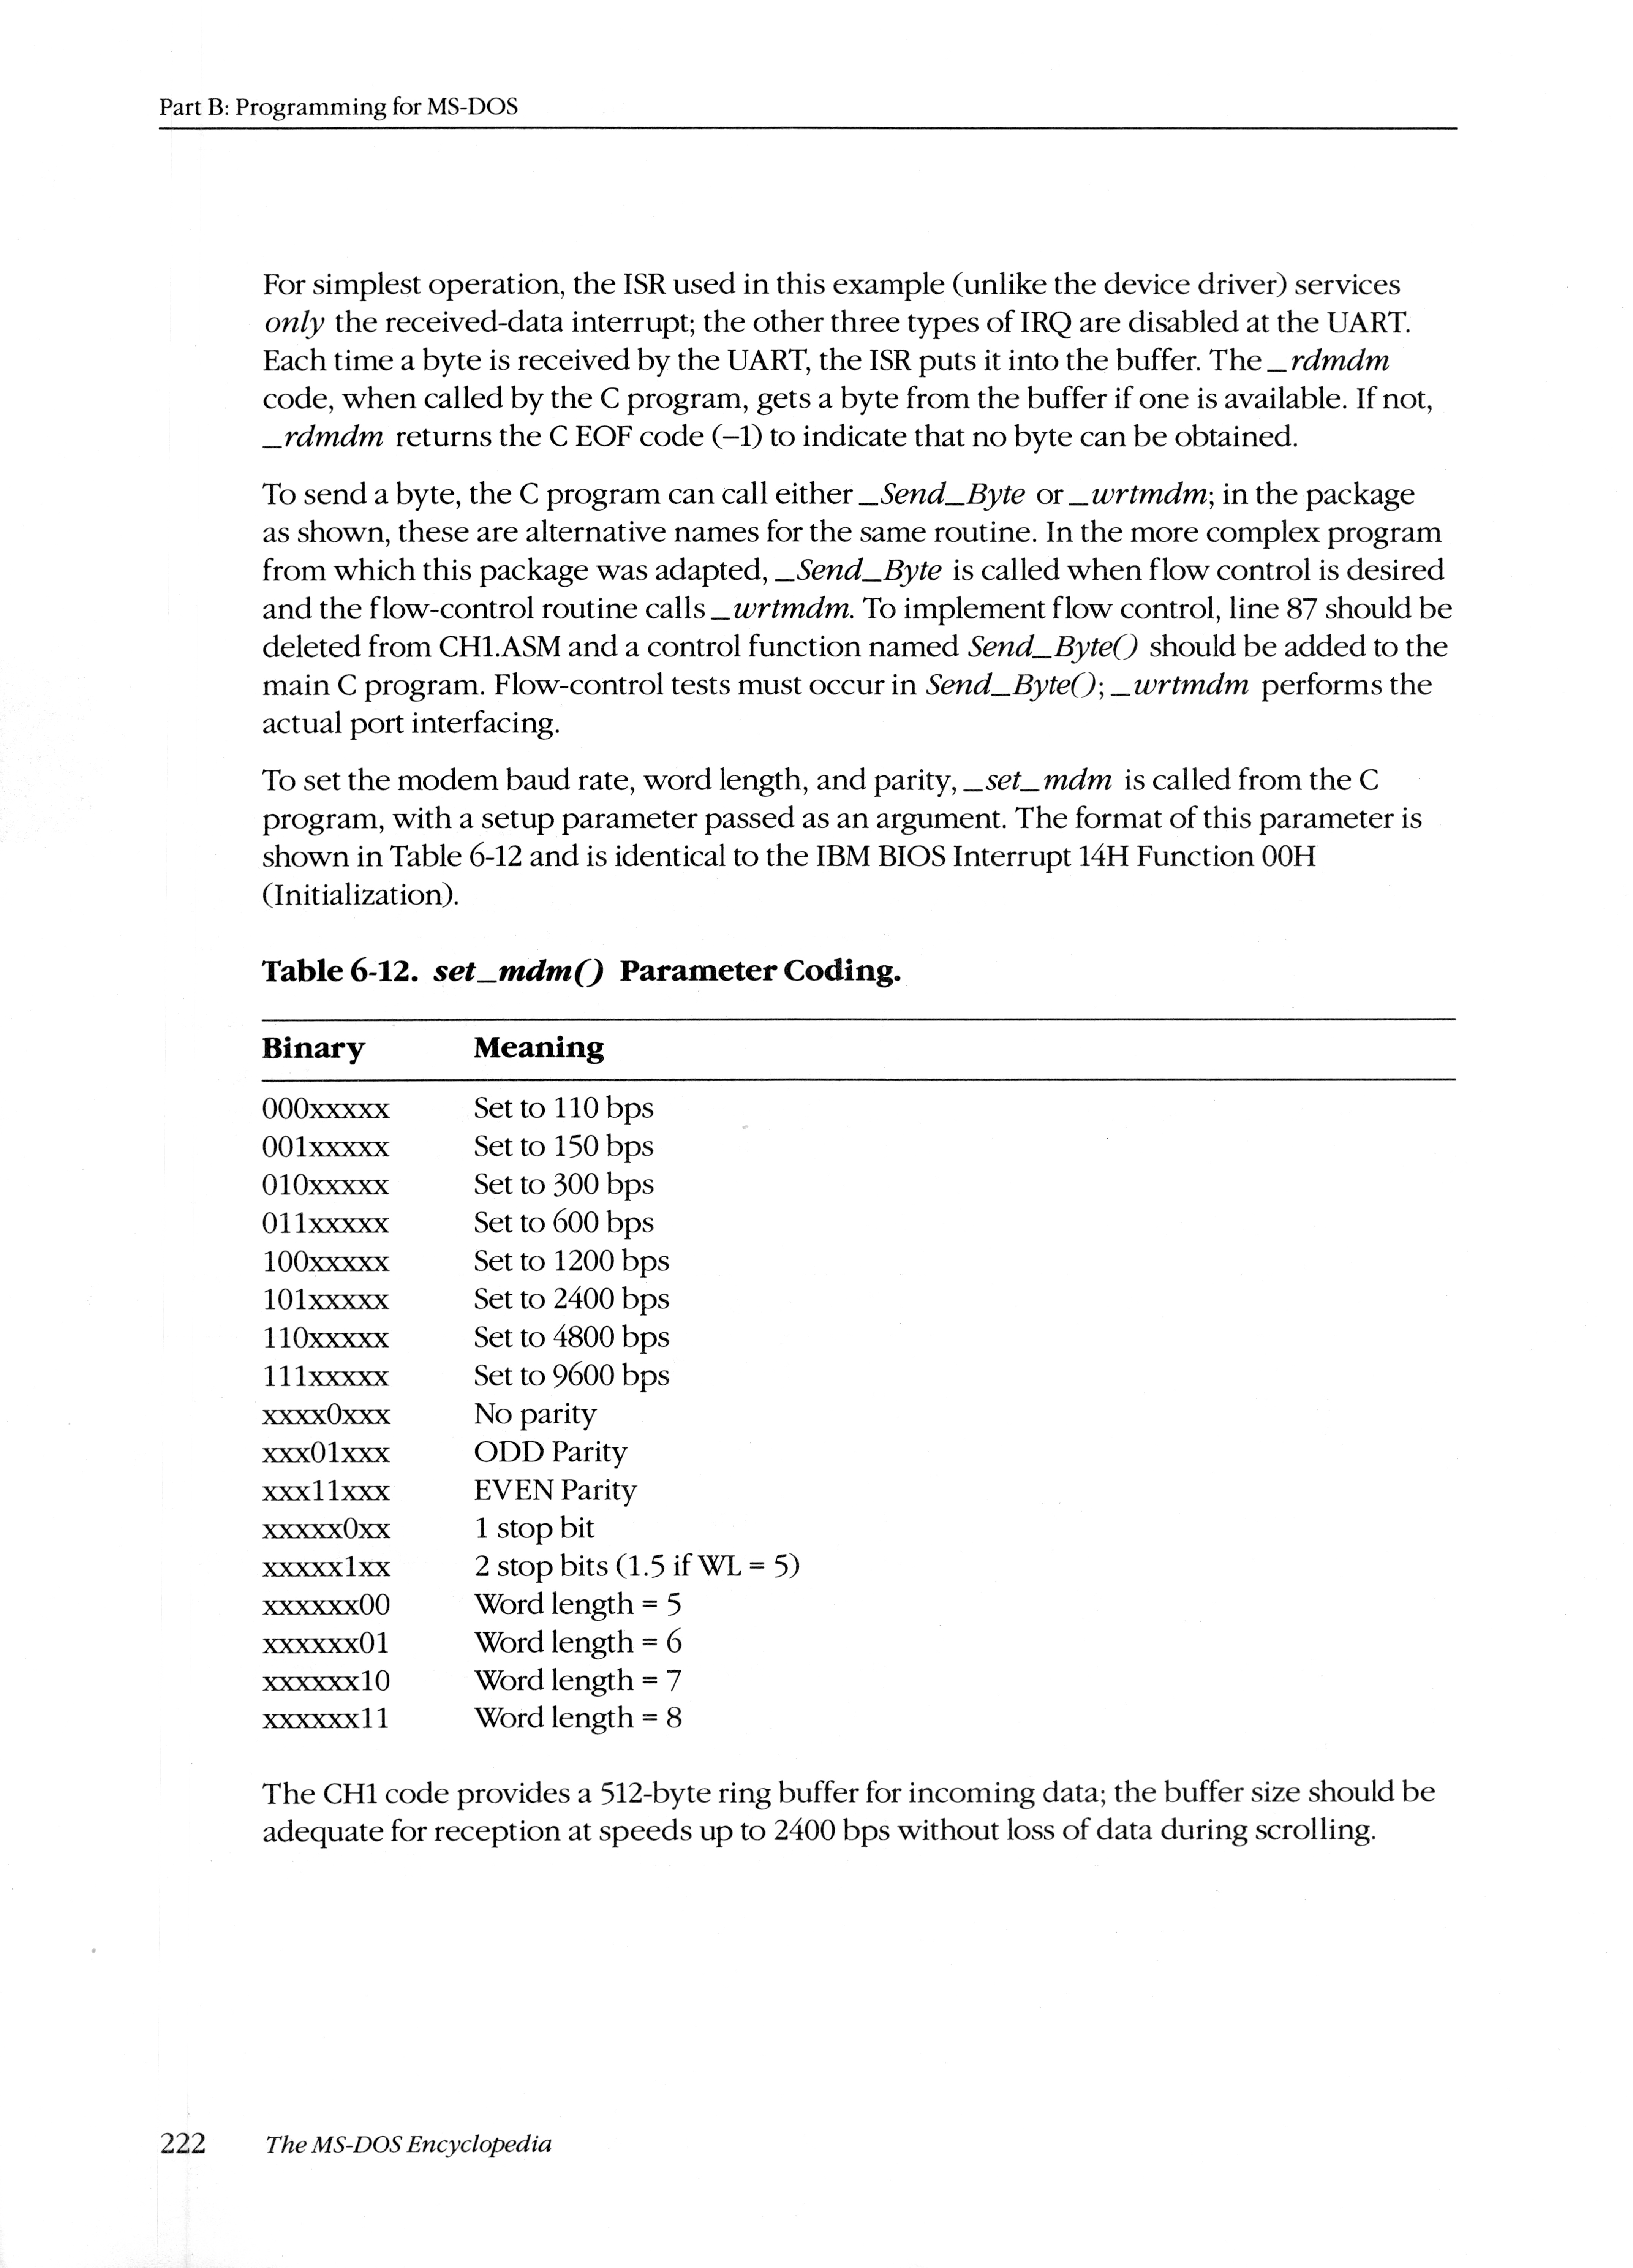 Part B: Programming for MS-DOS
For simplest operation, the ISR used in this example (unlike the device driver) services
only the received-data interrupt; the other three types of IRQ are disabled at the UART.
Each time a byte is received by the UART, the ISR puts it into the buffer. The _rdmdm
code, when called by the C program, gets a byte from the buffer if one is available. If not,
_rdmdm returns the C EOF code (–1) to indicate that no byte can be obtained.
To send a byte, the C program can call either _Send_Byte or _wrtmdm; in the package
as shown, these are alternative names for the same routine. In the more complex program
from which this package was adapted, _Send_Byte is called when flow control is desired
and the flow-control routine calls _wrtmdm. To implement flow control, line 87 should be
deleted from CH1.ASM and a control function named Send_Byte() should be added to the
main C program. Flow-control tests must occur in Send_Byte(); _wrtmdm performs the
actual port interfacing.
To set the modem baud rate, word length, and parity, _set_mdm is called from the C
program, with a setup parameter passed as an argument. The format of this parameter is
shown in Table 6-12 and is identical to the IBM BIOS Interrupt 14H Function 00H
(Initialization).
Table 6-12. set_mdm() Parameter Coding.
Binary Meaning
000xxxxx Set to 110 bps
001xxxxx Set to 150 bps
010xxxxx Set to 300 bps
011xxxxx Set to 600 bps
100xxxxx Set to 1200 bps
101xxxxx Set to 2400 bps
110xxxxx Set to 4800 bps
111xxxxx Set to 9600 bps
xxxx0xxx No parity
xxx01xxx ODD Parity
xxx11xxx EVEN Parity
xxxxx0xx 1 stop bit
xxxxx1xx 2 stop bits (1.5 if WL = 5)
xxxxxx00 Word length = 5
xxxxxx01 Word length = 6
xxxxxx10 Word length = 7
xxxxxx11 Word length = 8
The CH1 code provides a 512-byte ring buffer for incoming data; the buffer size should be
adequate for reception at speeds up to 2400 bps without loss of data during scrolling.
222 The MS-DOS Encyclopedia